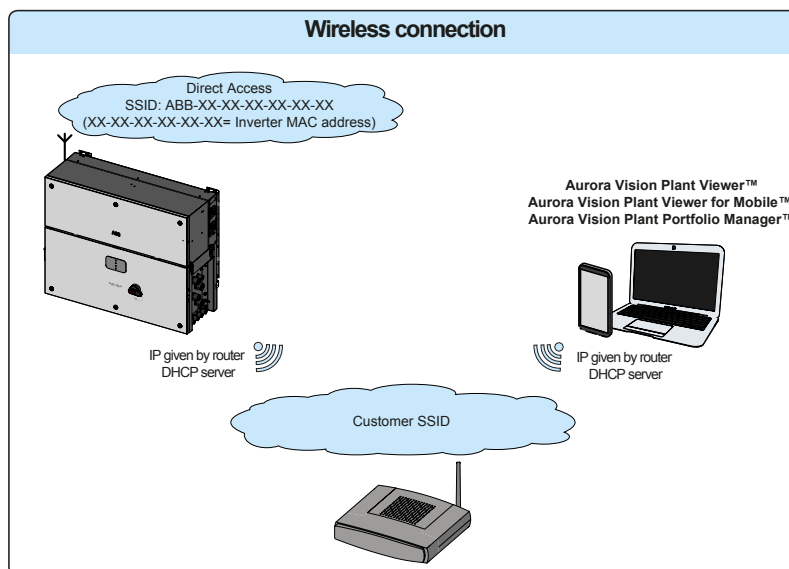 Wireless connection
Direct Access
SSID: ABB-XX-XX-XX-XX-XX-XX
(XX-XX-XX-XX-XX-XX= Inverter MAC address)
Aurora Vision Plant Viewer™
Aurora Vision Plant Viewer for Mobile™
Aurora Vision Plant Portfolio Manager™
ABB
IP given by router
DHCP server
IP given by router
DHCP server
Customer SSID